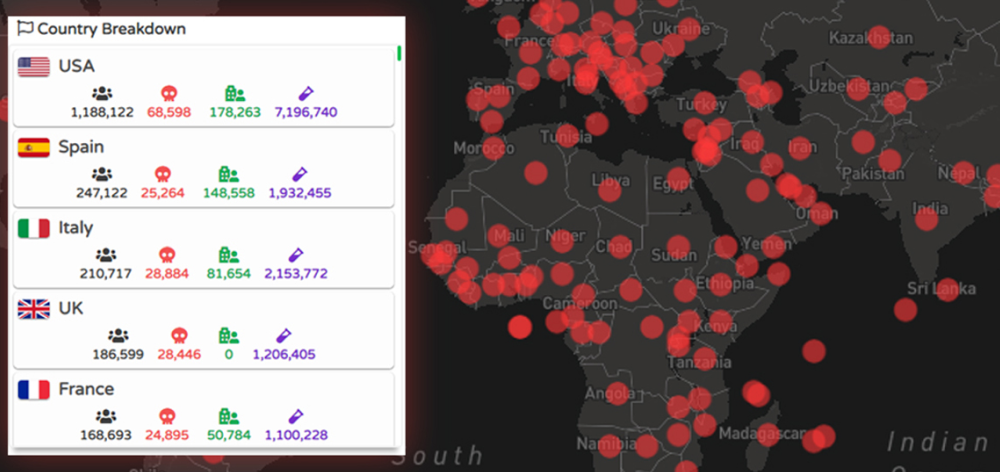 Country Breakdown
USA
1,188,122 68,598 178,263 7,196,740
Spain
247,122 25,264 148,558 1,932,455
Italy
210,717 28,884 81,654 2,153,772
UK
186,599 28,446 0 1,206,405
France
168,693 24,895 50,784 1,100,228
Ukraine
France
Kazakhstan
Spain
Uzbekistan
Turkey
Tunisia
Morocco
Iraq
Iran
Pakistan
Nepal
Libya
Egypt
Oman
India
Mali
Niger
Chad
Senegal
Sudan
Yemen
Ethiopia
Sri Lanka
Cameroon
Kenya
Tanzania
Angola
Namibia
Madagascar
South
Indian